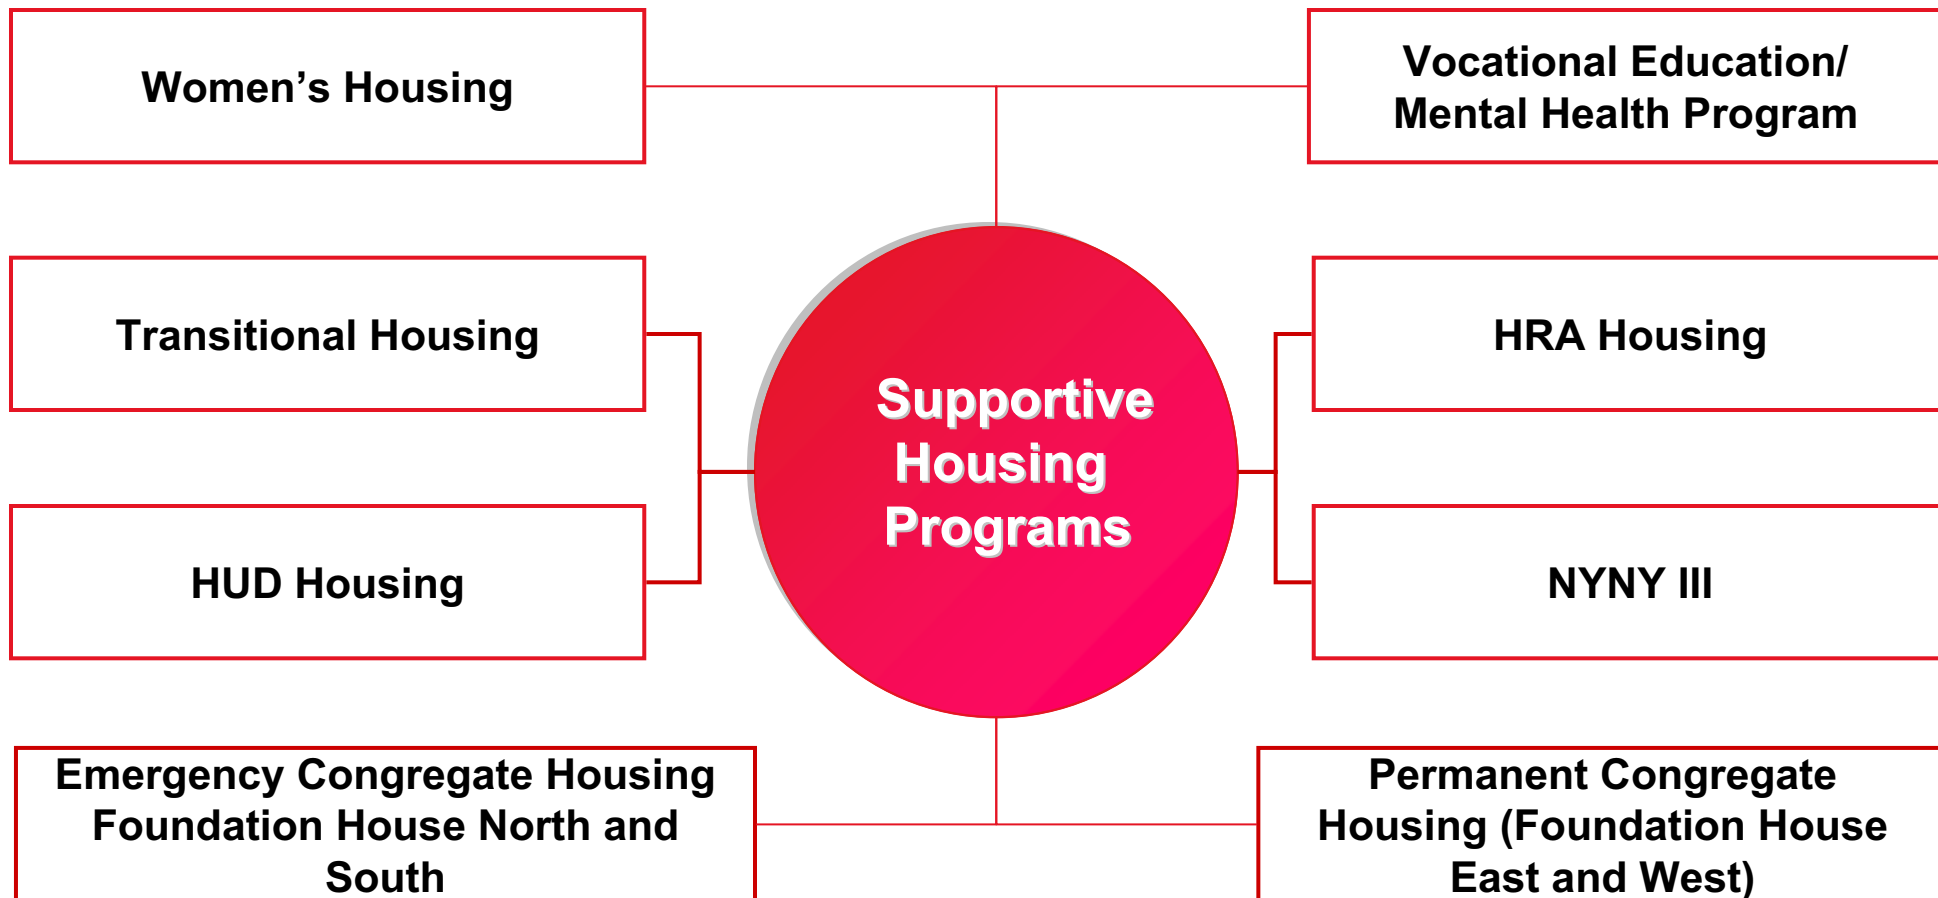 Women’s Housing
Vocational Education/
Mental Health Program
Transitional Housing
HRA Housing
Supportive
Housing
Programs
HUD Housing
NYNY III
Emergency Congregate Housing
Foundation House North and
South
Permanent Congregate
Housing (Foundation House
East and West)